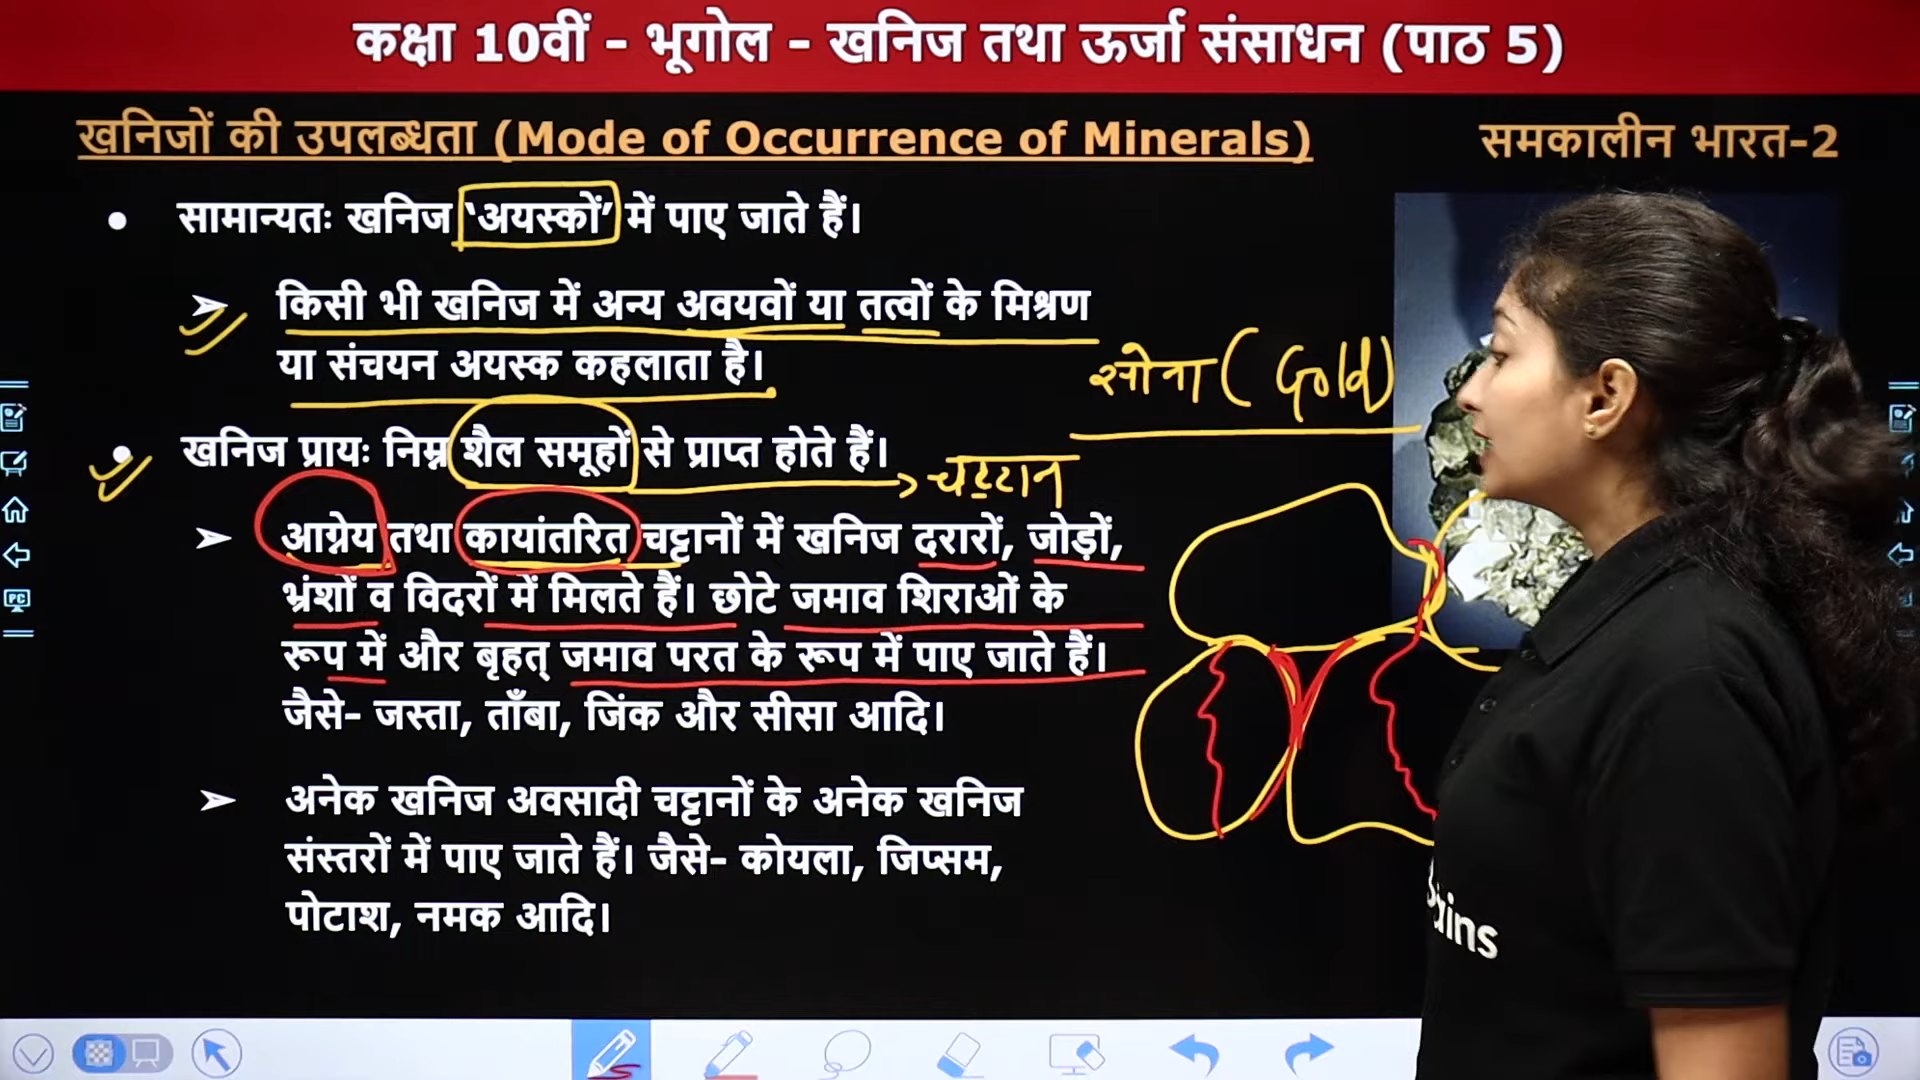 कक्षा 10वीं - भूगोल - खनिज तथा ऊर्जा संसाधन (पाठ 5)
खनिजों की उपलब्धता (Mode of Occurrence of Minerals)
समकालीन भारत-2
● सामान्यतः खनिज 'अयस्कों' में पाए जाते हैं।
➢ किसी भी खनिज में अन्य अवयवों या तत्वों के मिश्रण
या संचयन अयस्क कहलाता है।
सोना (Gold)
● खनिज प्रायः निम्न शैल समूहों से प्राप्त होते हैं।
चट्टान
➢ आग्नेय तथा कायांतरित चट्टानों में खनिज दरारों, जोड़ों,
भ्रंशों व विदरों में मिलते हैं। छोटे जमाव शिराओं के
रूप में और बृहत् जमाव परत के रूप में पाए जाते हैं।
जैसे- जस्ता, ताँबा, जिंक और सीसा आदि।
➢ अनेक खनिज अवसादी चट्टानों के अनेक खनिज
संस्तरों में पाए जाते हैं। जैसे- कोयला, जिप्सम,
पोटाश, नमक आदि।
PC